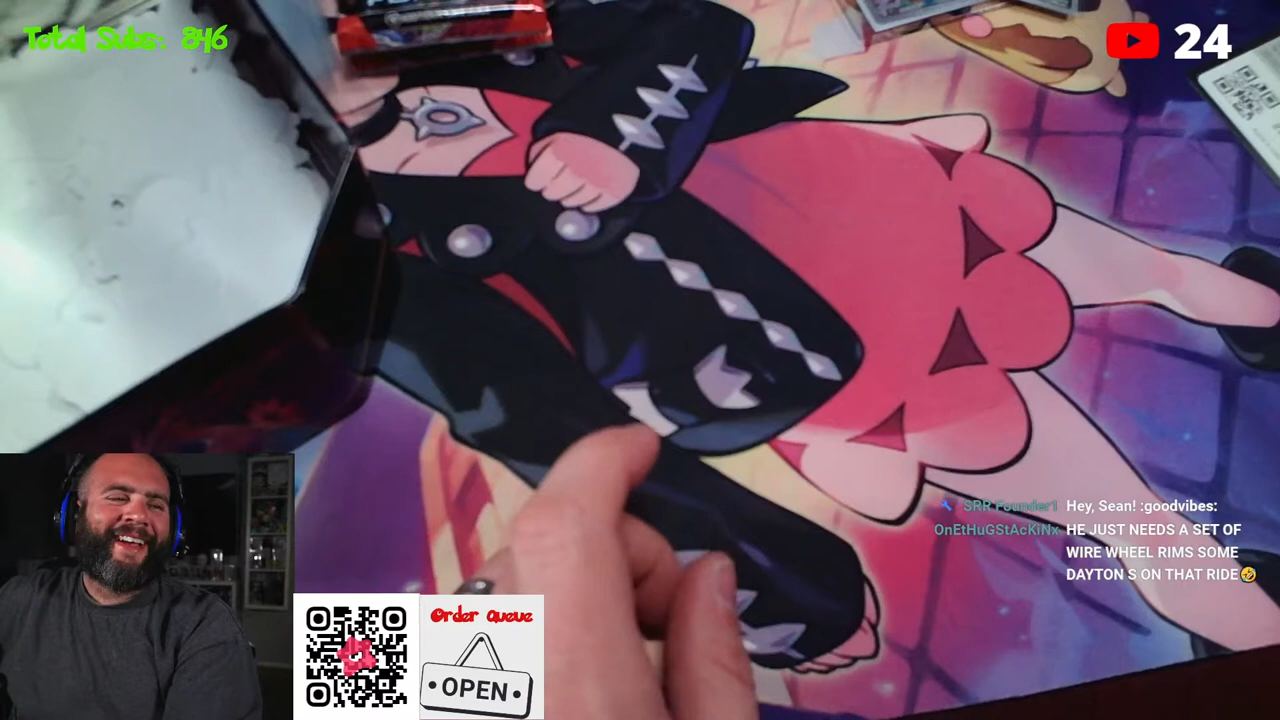 Total Subs: 846
24
SRR Founder1 Hey, Sean! :goodvibes:
OnEtHuGStAcKiNx HE JUST NEEDS A SET OF
WIRE WHEEL RIMS SOME
DAYTON S ON THAT RIDE🤣
Order Queue
• OPEN •